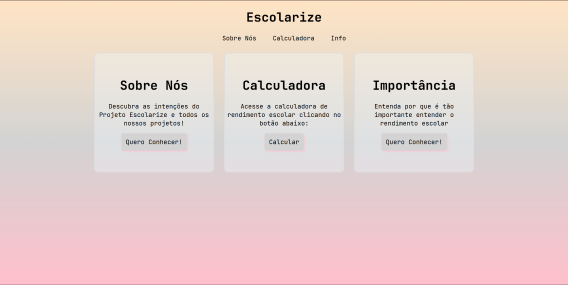 Escolarize
Sobre Nós Calculadora Info
Sobre Nós
Descubra as intenções do
Projeto Escolarize e todos os
nossos projetos!
Quero Conhecer!
Calculadora
Acesse a calculadora de
rendimento escolar clicando no
botão abaixo:
Calcular
Importância
Entenda por que é tão
importante entender o
rendimento escolar
Quero Conhecer!